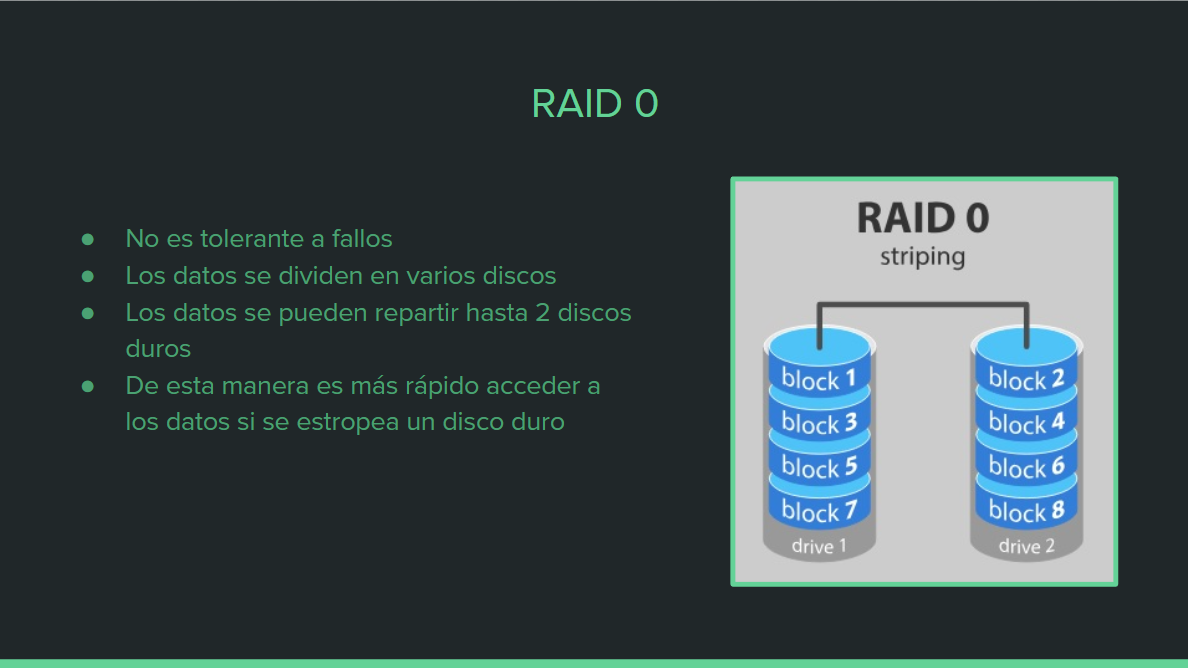 RAID 0
● No es tolerante a fallos
● Los datos se dividen en varios discos
● Los datos se pueden repartir hasta 2 discos
duros
● De esta manera es más rápido acceder a
los datos si se estropea un disco duro
RAID 0
striping
block 1
block 3
block 5
block 7
drive 1
block 2
block 4
block 6
block 8
drive 2